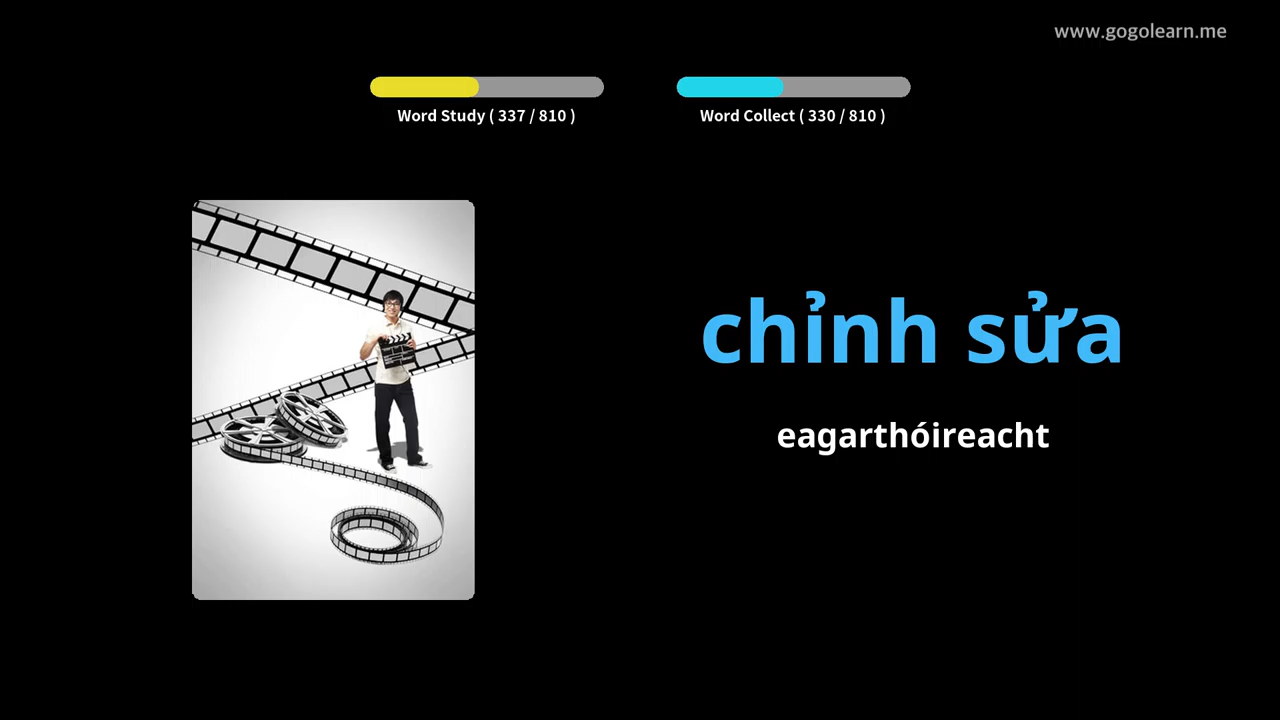 www.gogolearn.me
Word Study ( 337 / 810 )
Word Collect ( 330 / 810 )
chỉnh sửa
eagarthóireacht